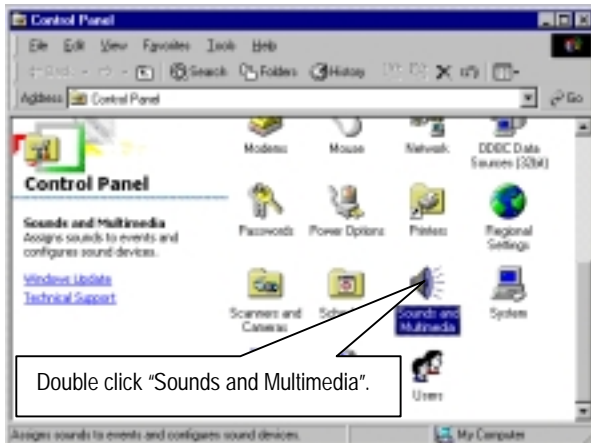 Control Panel
File Edit View Favorites Tools Help
Back Search Folders History
Address Control Panel Go
Modems Mouse Network ODBC Data Sources (32bit)
Control Panel
Sounds and Multimedia
Assigns sounds to events and
configures sound devices.
Windows Update
Technical Support
Passwords Power Options Printers Regional Settings
Scanners and Cameras Sounds and Multimedia System
Double click “Sounds and Multimedia”.
Users
Assigns sounds to events and configures sound devices. My Computer